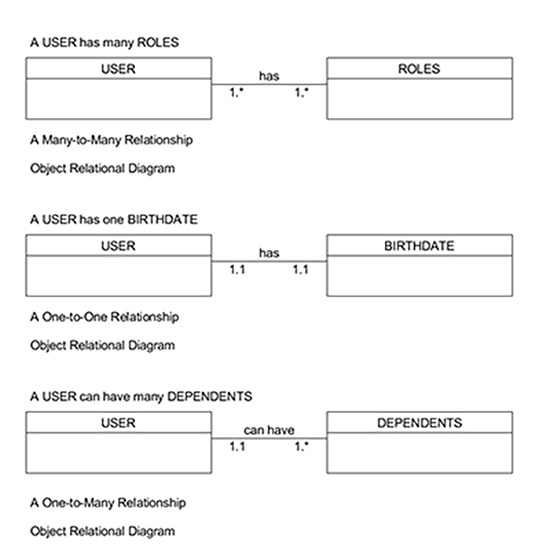 A USER has many ROLES
USER has ROLES
1.* 1.*
A Many-to-Many Relationship
Object Relational Diagram
A USER has one BIRTHDATE
USER has BIRTHDATE
1.1 1.1
A One-to-One Relationship
Object Relational Diagram
A USER can have many DEPENDENTS
USER can have DEPENDENTS
1.1 1.*
A One-to-Many Relationship
Object Relational Diagram